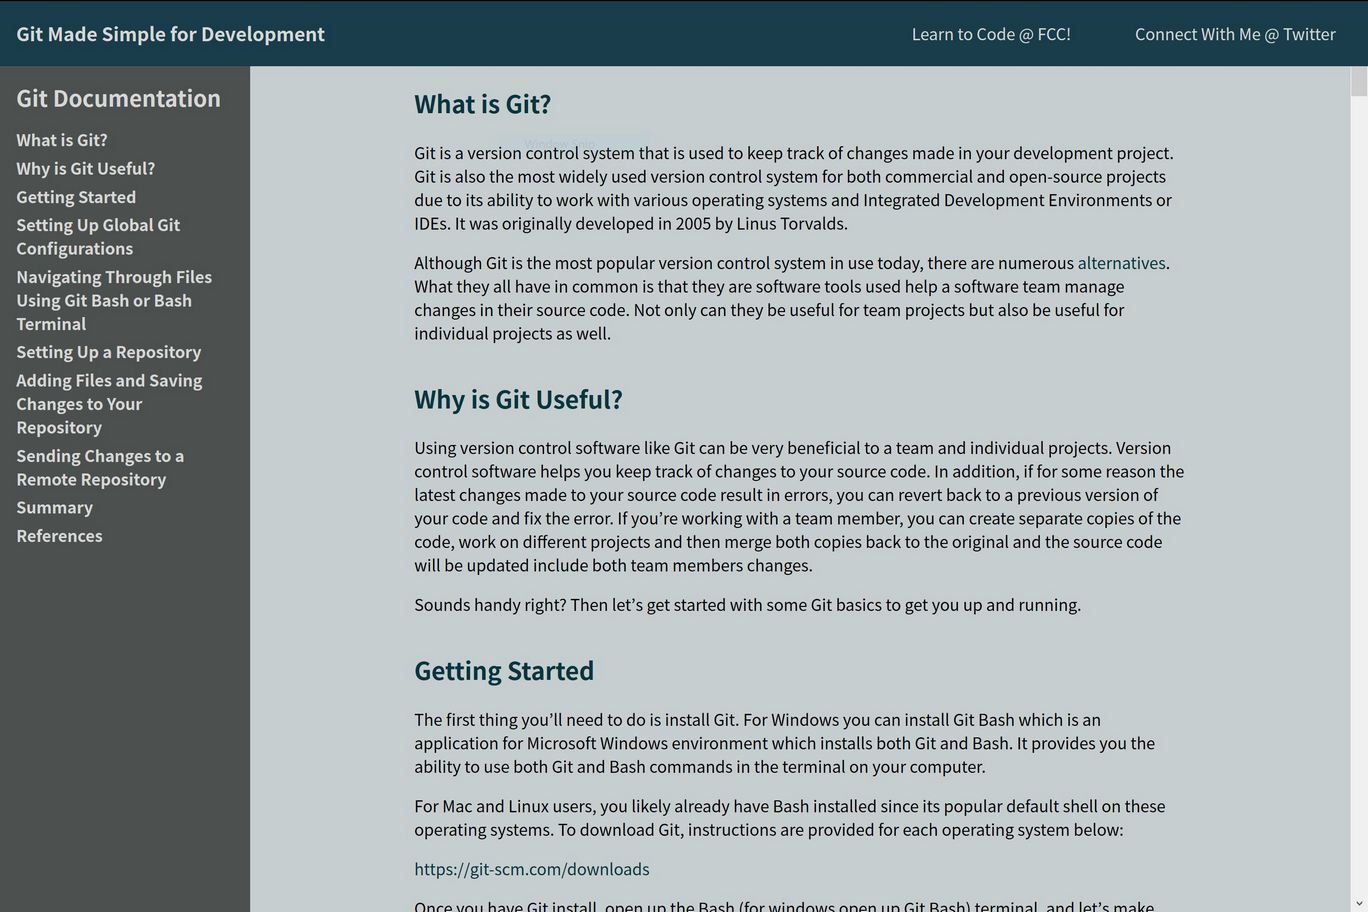 Git Made Simple for Development
Learn to Code @ FCC!
Connect With Me @ Twitter
Git Documentation
What is Git?
Why is Git Useful?
Getting Started
Setting Up Global Git
Configurations
Navigating Through Files
Using Git Bash or Bash
Terminal
Setting Up a Repository
Adding Files and Saving
Changes to Your
Repository
Sending Changes to a
Remote Repository
Summary
References
What is Git?
Git is a version control system that is used to keep track of changes made in your development project.
Git is also the most widely used version control system for both commercial and open-source projects
due to its ability to work with various operating systems and Integrated Development Environments or
IDEs. It was originally developed in 2005 by Linus Torvalds.
Although Git is the most popular version control system in use today, there are numerous alternatives.
What they all have in common is that they are software tools used help a software team manage
changes in their source code. Not only can they be useful for team projects but also be useful for
individual projects as well.
Why is Git Useful?
Using version control software like Git can be very beneficial to a team and individual projects. Version
control software helps you keep track of changes to your source code. In addition, if for some reason the
latest changes made to your source code result in errors, you can revert back to a previous version of
your code and fix the error. If you’re working with a team member, you can create separate copies of the
code, work on different projects and then merge both copies back to the original and the source code
will be updated include both team members changes.
Sounds handy right? Then let’s get started with some Git basics to get you up and running.
Getting Started
The first thing you’ll need to do is install Git. For Windows you can install Git Bash which is an
application for Microsoft Windows environment which installs both Git and Bash. It provides you the
ability to use both Git and Bash commands in the terminal on your computer.
For Mac and Linux users, you likely already have Bash installed since its popular default shell on these
operating systems. To download Git, instructions are provided for each operating system below:
https://git-scm.com/downloads
Once you have Git install, open up the Bash (for windows open up Git Bash) terminal, and let’s make